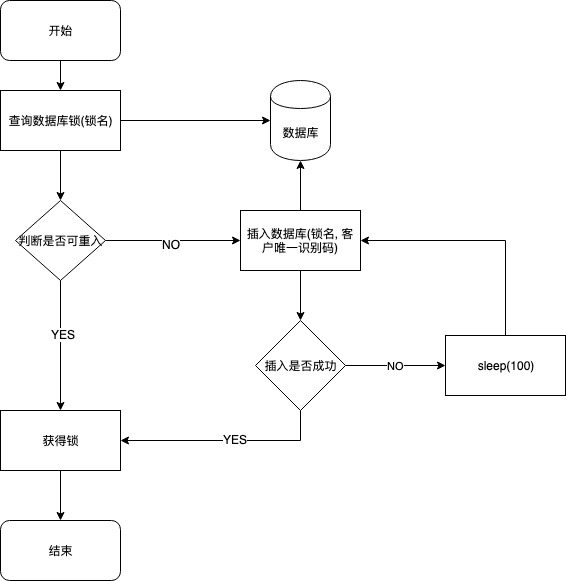 开始
查询数据库锁(锁名)
数据库
判断是否可重入
NO
插入数据库(锁名, 客
户唯一识别码)
YES
插入是否成功
NO
sleep(100)
获得锁
YES
结束